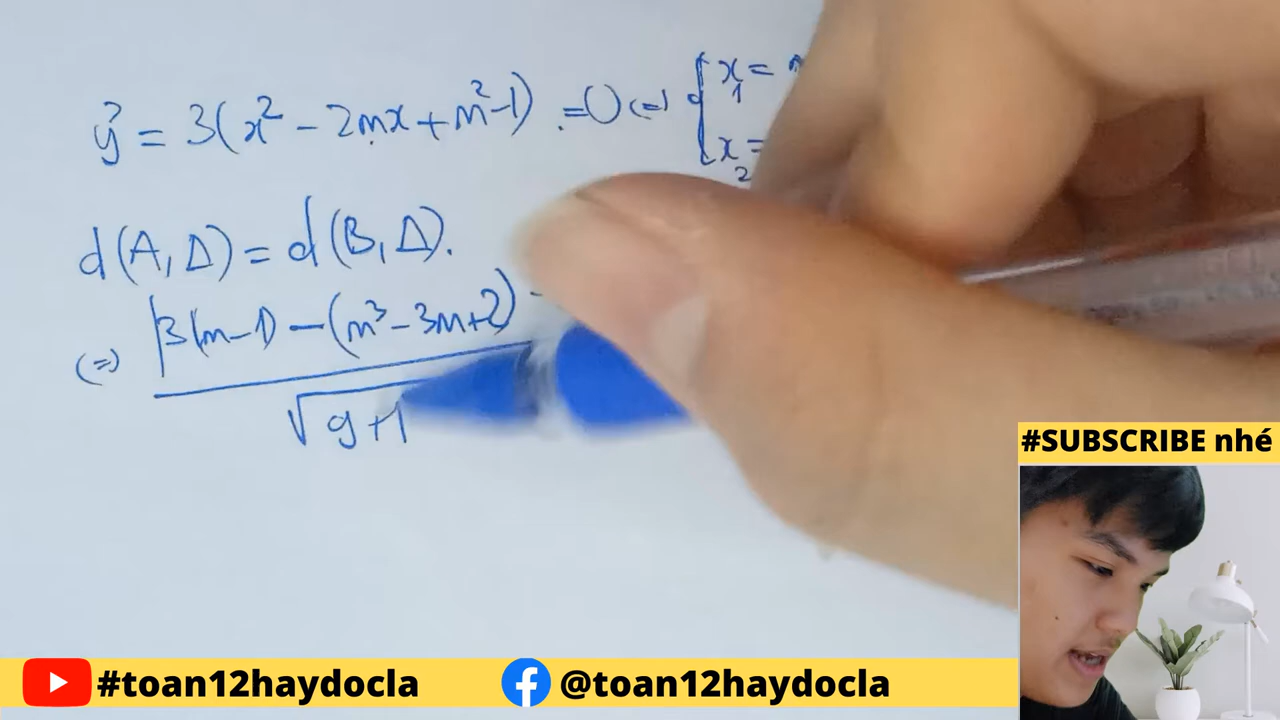 y' = 3(x² - 2mx + m² - 1) = 0 (=) { x₁ =
x₂ =
d(A, Δ) = d(B, Δ).
(=) |3(m-1) - (m³ - 3m + 2)
√9+1
#SUBSCRIBE nhé
#toan12haydocla
@toan12haydocla